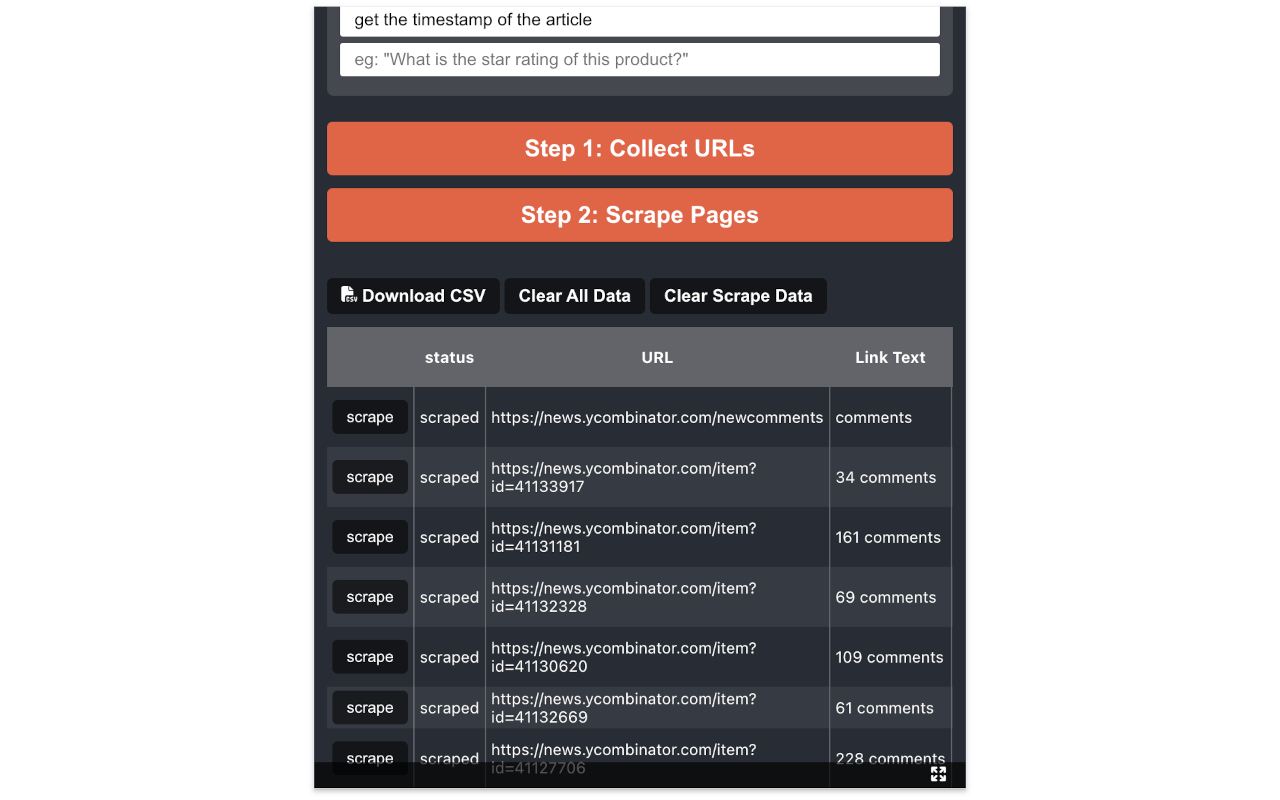 get the timestamp of the article
eg: "What is the star rating of this product?"
Step 1: Collect URLs
Step 2: Scrape Pages
Download CSV Clear All Data Clear Scrape Data
status URL Link Text
scrape scraped https://news.ycombinator.com/newcomments comments
scrape scraped https://news.ycombinator.com/item?
id=41133917 34 comments
scrape scraped https://news.ycombinator.com/item?
id=41131181 161 comments
scrape scraped https://news.ycombinator.com/item?
id=41132328 69 comments
scrape scraped https://news.ycombinator.com/item?
id=41130620 109 comments
scrape scraped https://news.ycombinator.com/item?
id=41132669 61 comments
scrape scraped https://news.ycombinator.com/item?
id=41127706 228 comments